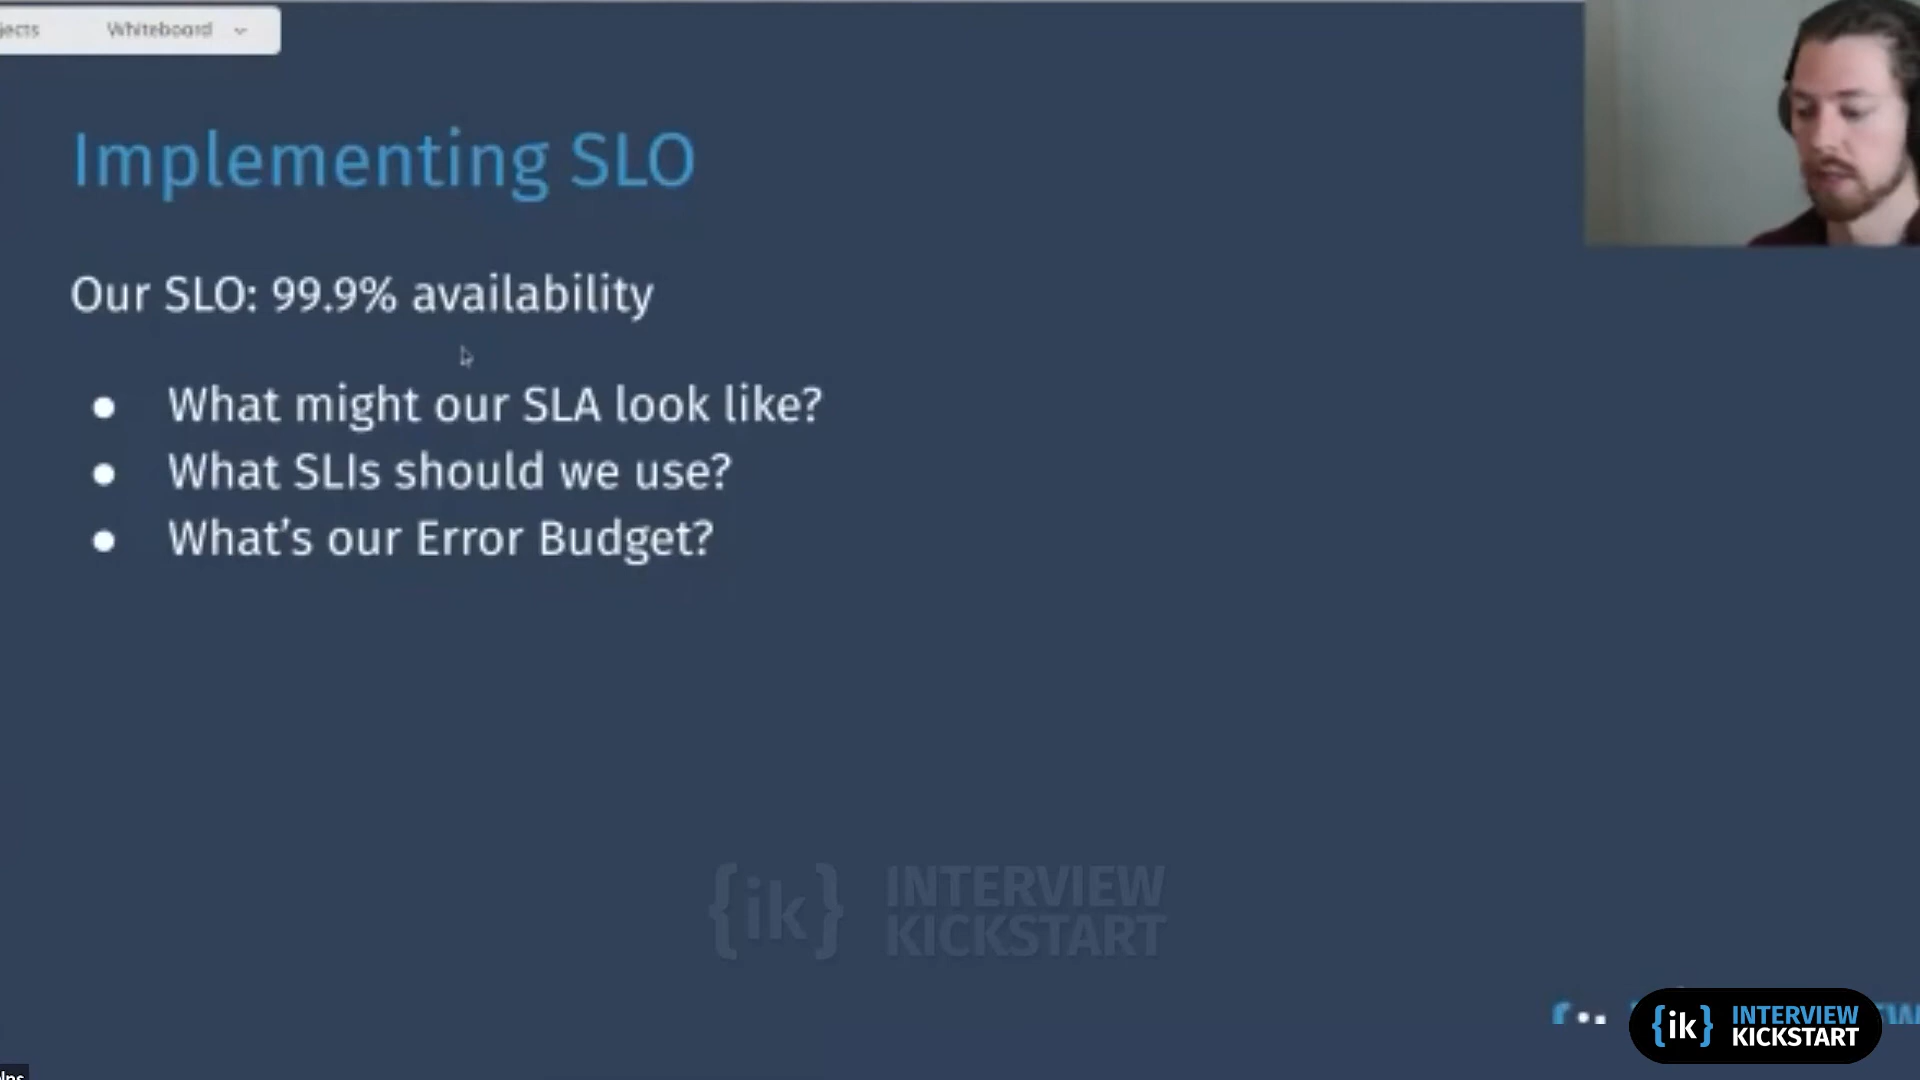 Whiteboard
Implementing SLO
Our SLO: 99.9% availability
● What might our SLA look like?
● What SLIs should we use?
● What's our Error Budget?
{ik} INTERVIEW
KICKSTART
{ik} INTERVIEW
KICKSTART